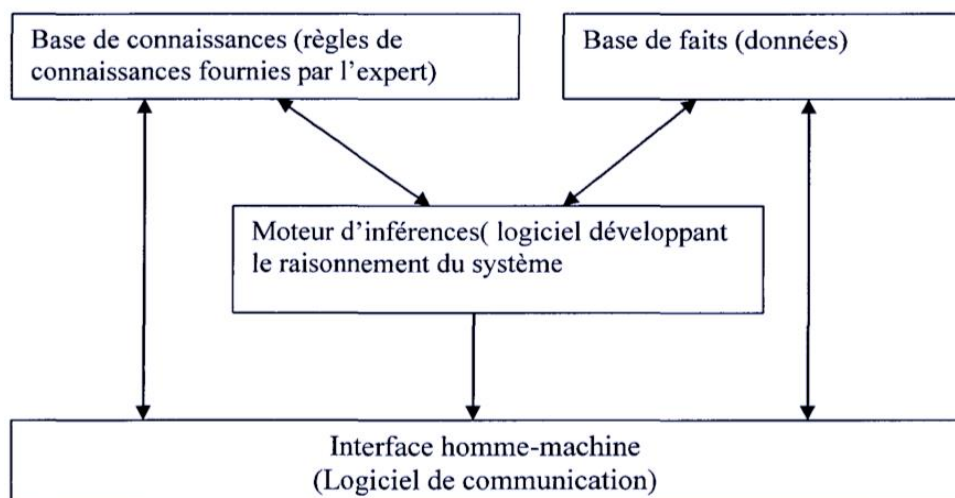 Base de connaissances (règles de
connaissances fournies par l'expert)
Base de faits (données)
Moteur d'inférences( logiciel développant
le raisonnement du système
Interface homme-machine
(Logiciel de communication)